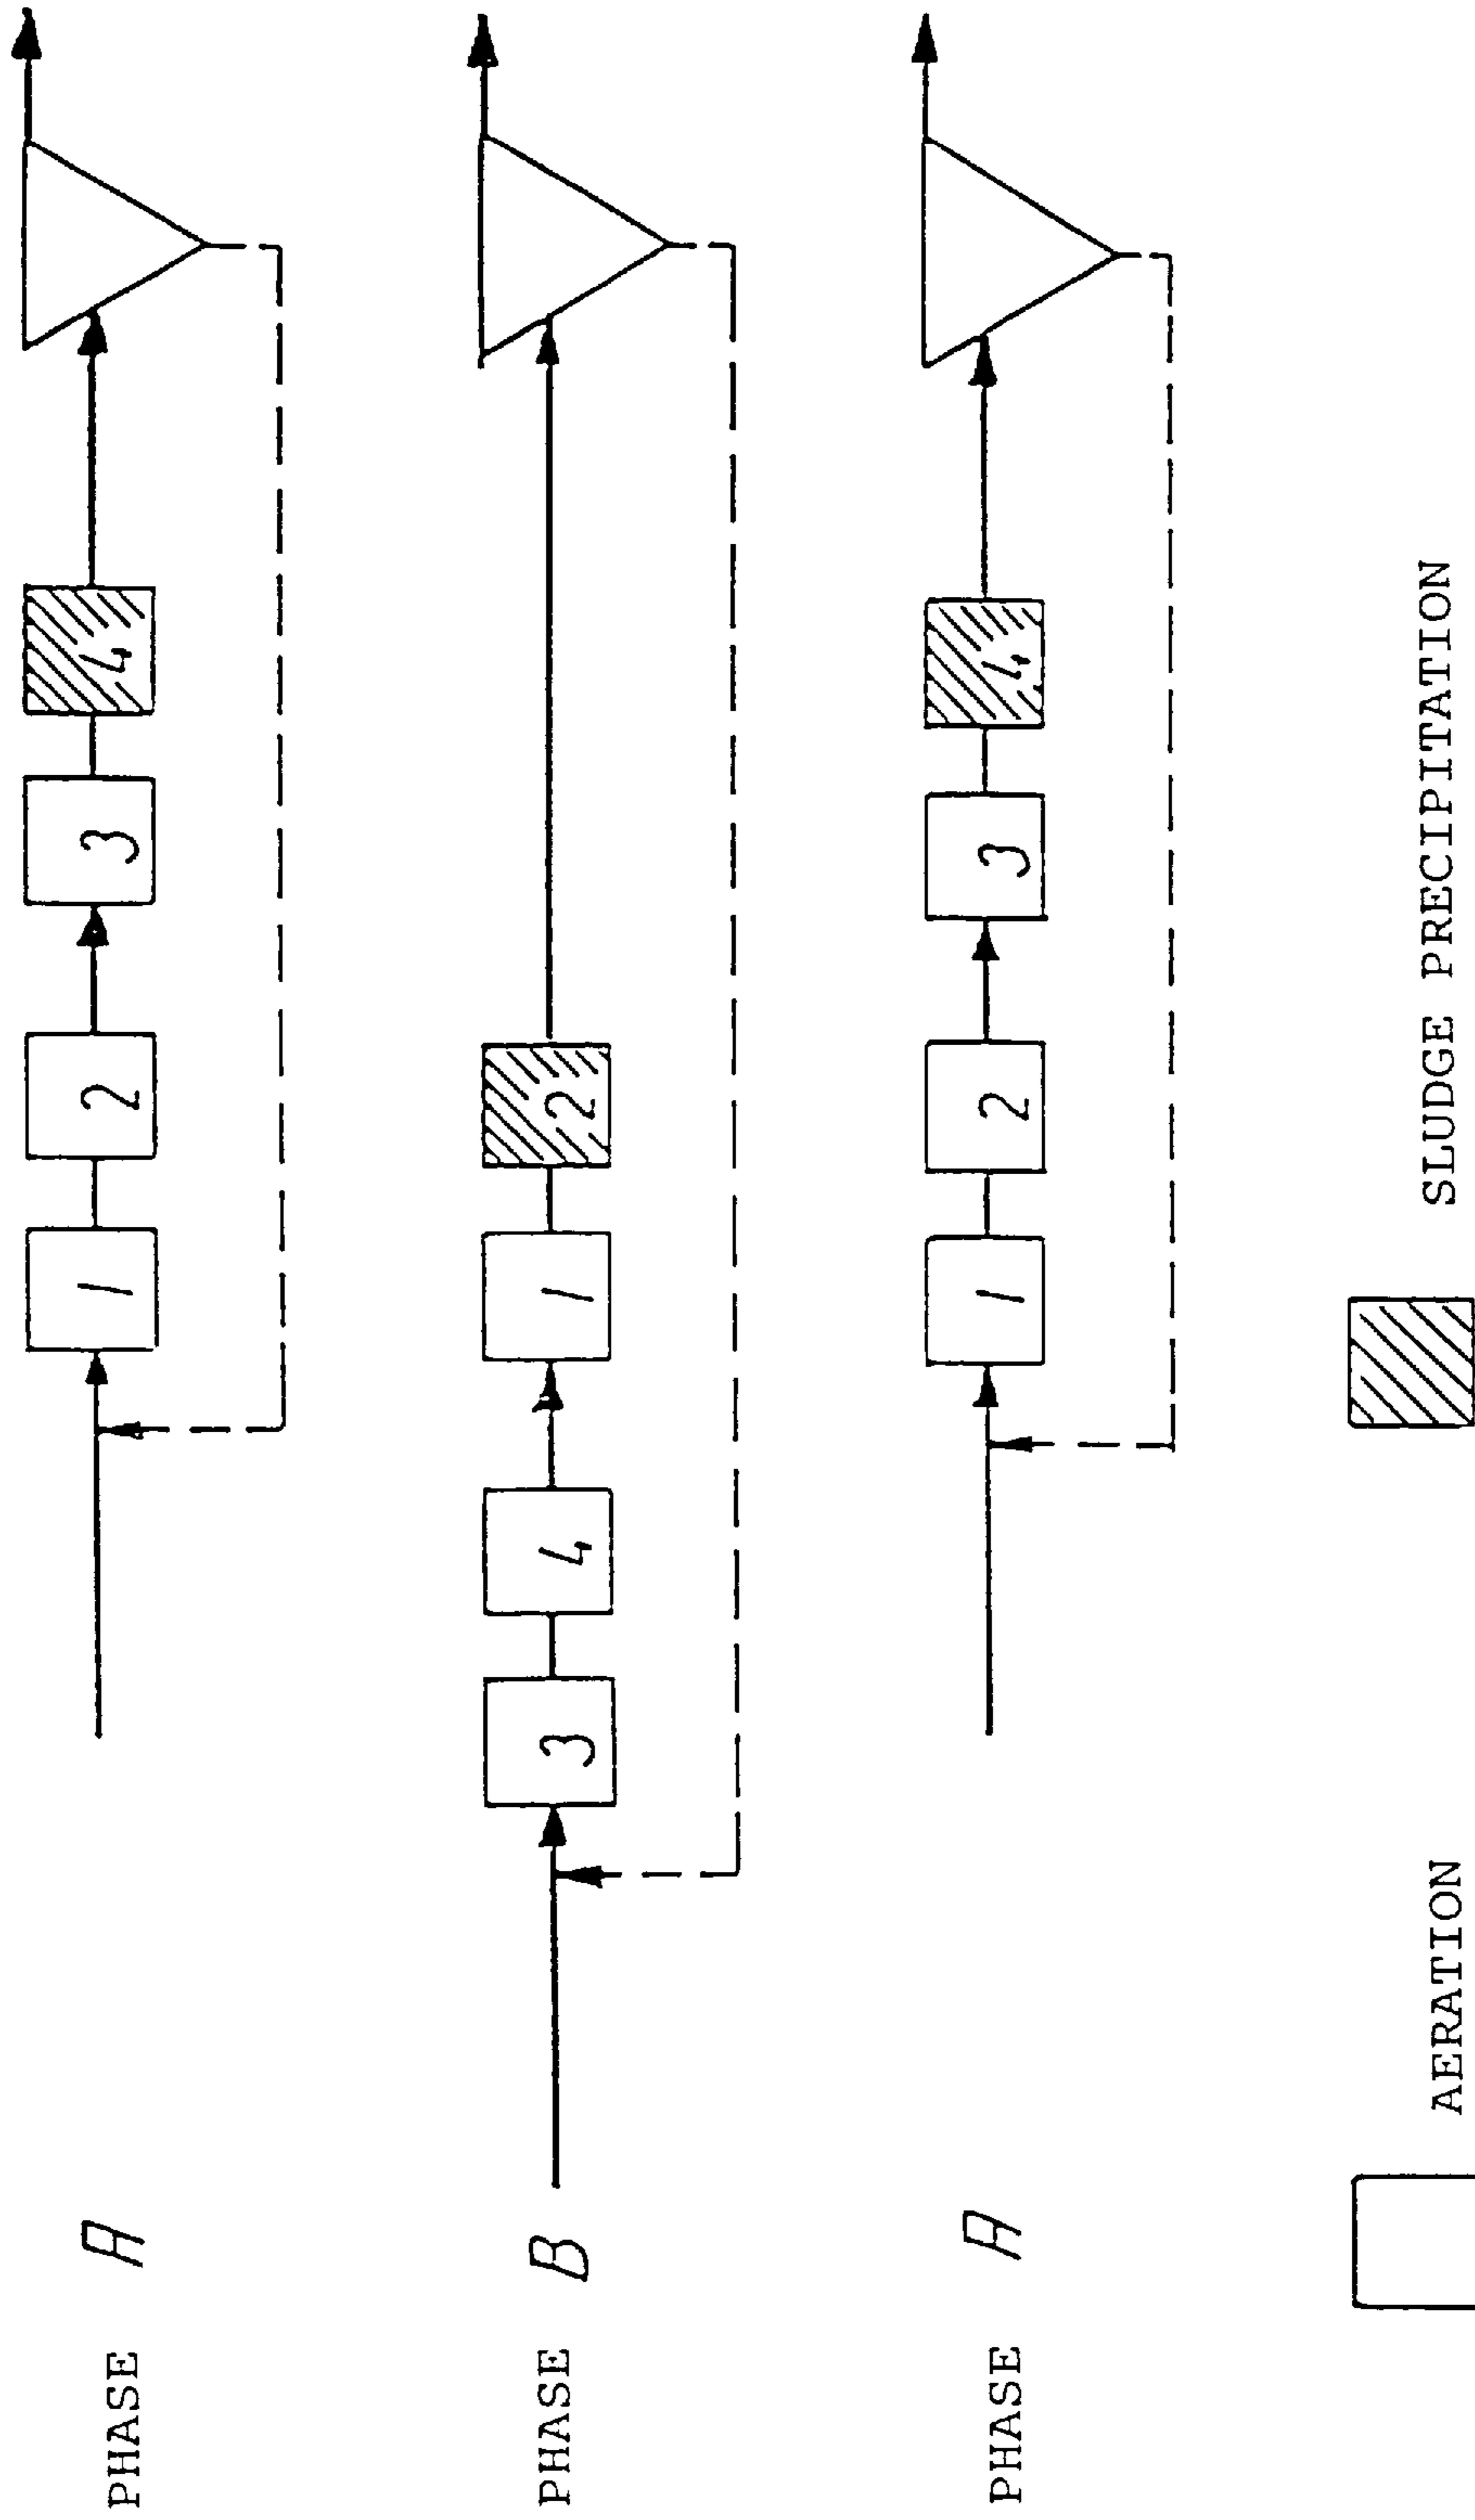 PHASE A
1 2 3 4
PHASE B
3 4 1 2
PHASE A
1 2 3 4
AERATION
SLUDGE PRECIPITATION